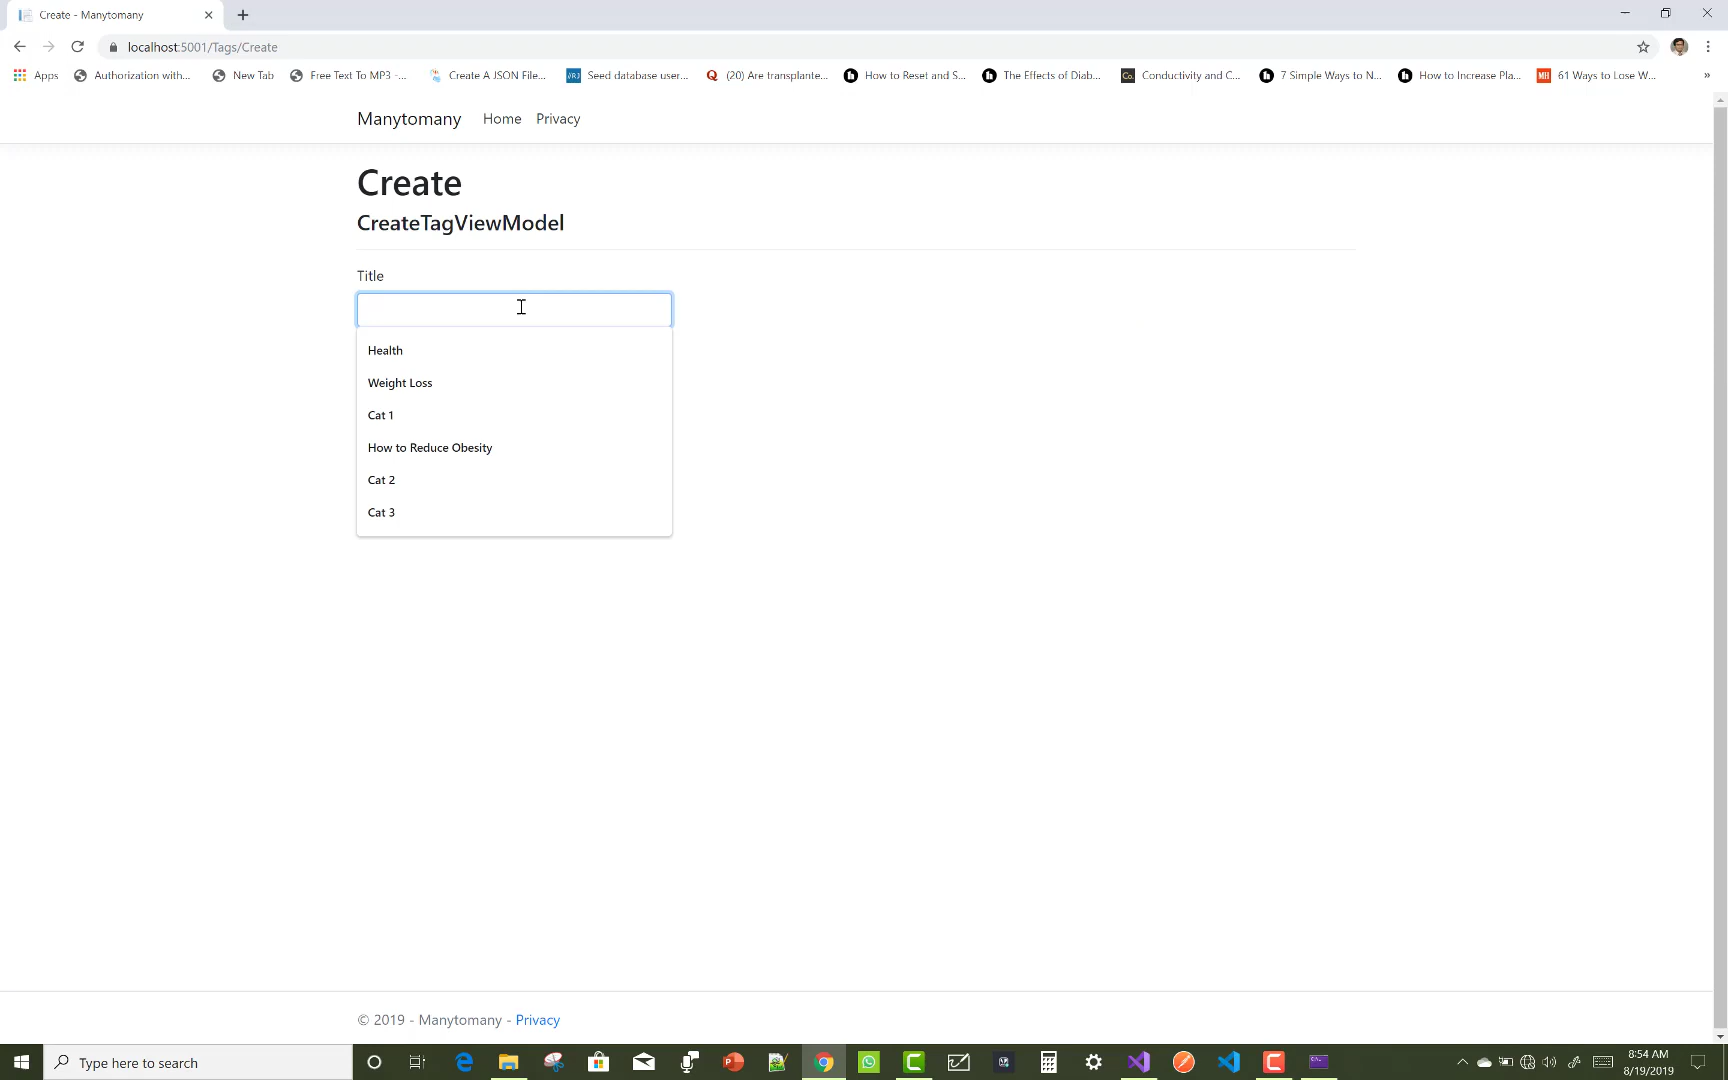 Create - Manytomany
localhost:5001/Tags/Create
Apps Authorization with... New Tab Free Text To MP3 -... Create A JSON File... Seed database user... (20) Are transplante... How to Reset and S... The Effects of Diab... Conductivity and C... 7 Simple Ways to N... How to Increase Pla... 61 Ways to Lose W... »
Manytomany Home Privacy
Create
CreateTagViewModel
Title
Health
Weight Loss
Cat 1
How to Reduce Obesity
Cat 2
Cat 3
© 2019 - Manytomany - Privacy
Type here to search
8:54 AM
8/19/2019